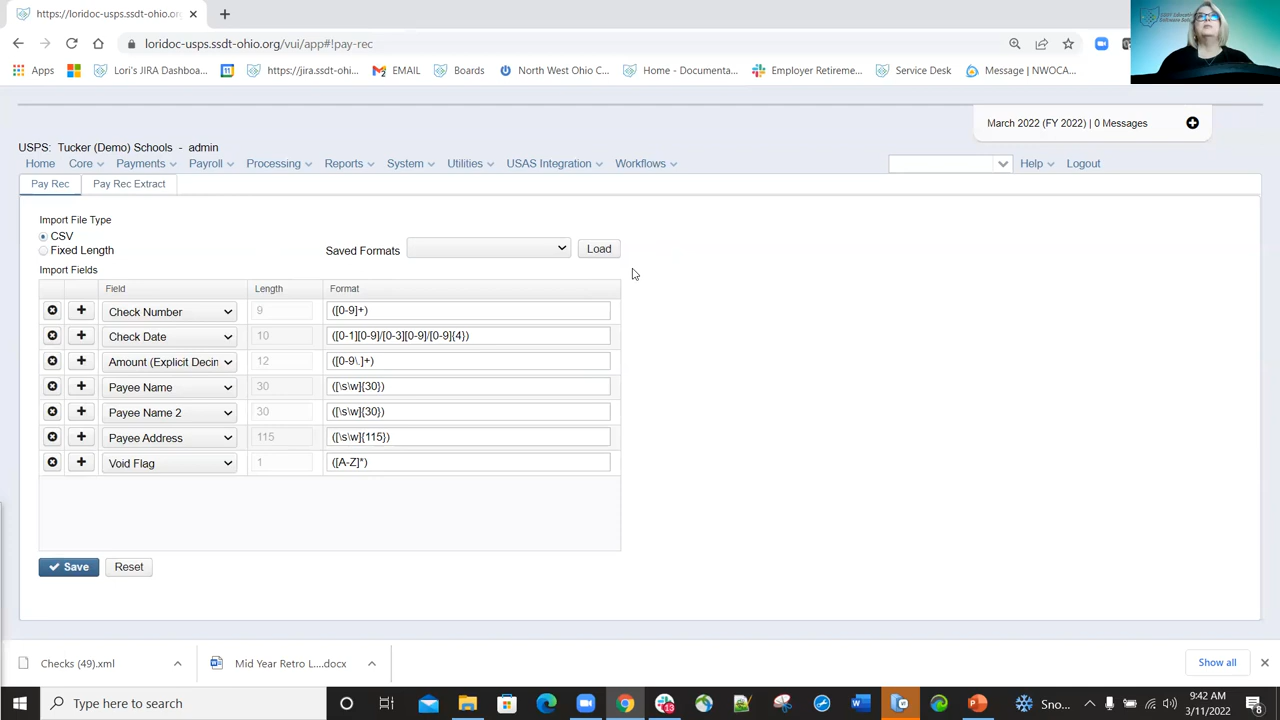 https://loridoc-usps.ssdt-ohio.org
loridoc-usps.ssdt-ohio.org/vui/app#!pay-rec
Apps Lori's JIRA Dashboa... https://jira.ssdt-ohi... EMAIL Boards North West Ohio C... Home - Documenta... Employer Retireme... Service Desk Message | NWOCA...
March 2022 (FY 2022) | 0 Messages
USPS: Tucker (Demo) Schools - admin
Home Core Payments Payroll Processing Reports System Utilities USAS Integration Workflows Help Logout
Pay Rec Pay Rec Extract
Import File Type
CSV
Fixed Length
Saved Formats Load
Import Fields
Field Length Format
Check Number 9 ([0-9]+)
Check Date 10 ([0-1][0-9]/[0-3][0-9]/[0-9]{4})
Amount (Explicit Decin 12 ([0-9\.]+)
Payee Name 30 ([\s\w]{30})
Payee Name 2 30 ([\s\w]{30})
Payee Address 115 ([\s\w]{115})
Void Flag 1 ([A-Z]*)
Save Reset
Checks (49).xml Mid Year Retro L....docx Show all
Type here to search
13
Sno...
9:42 AM
3/11/2022
8